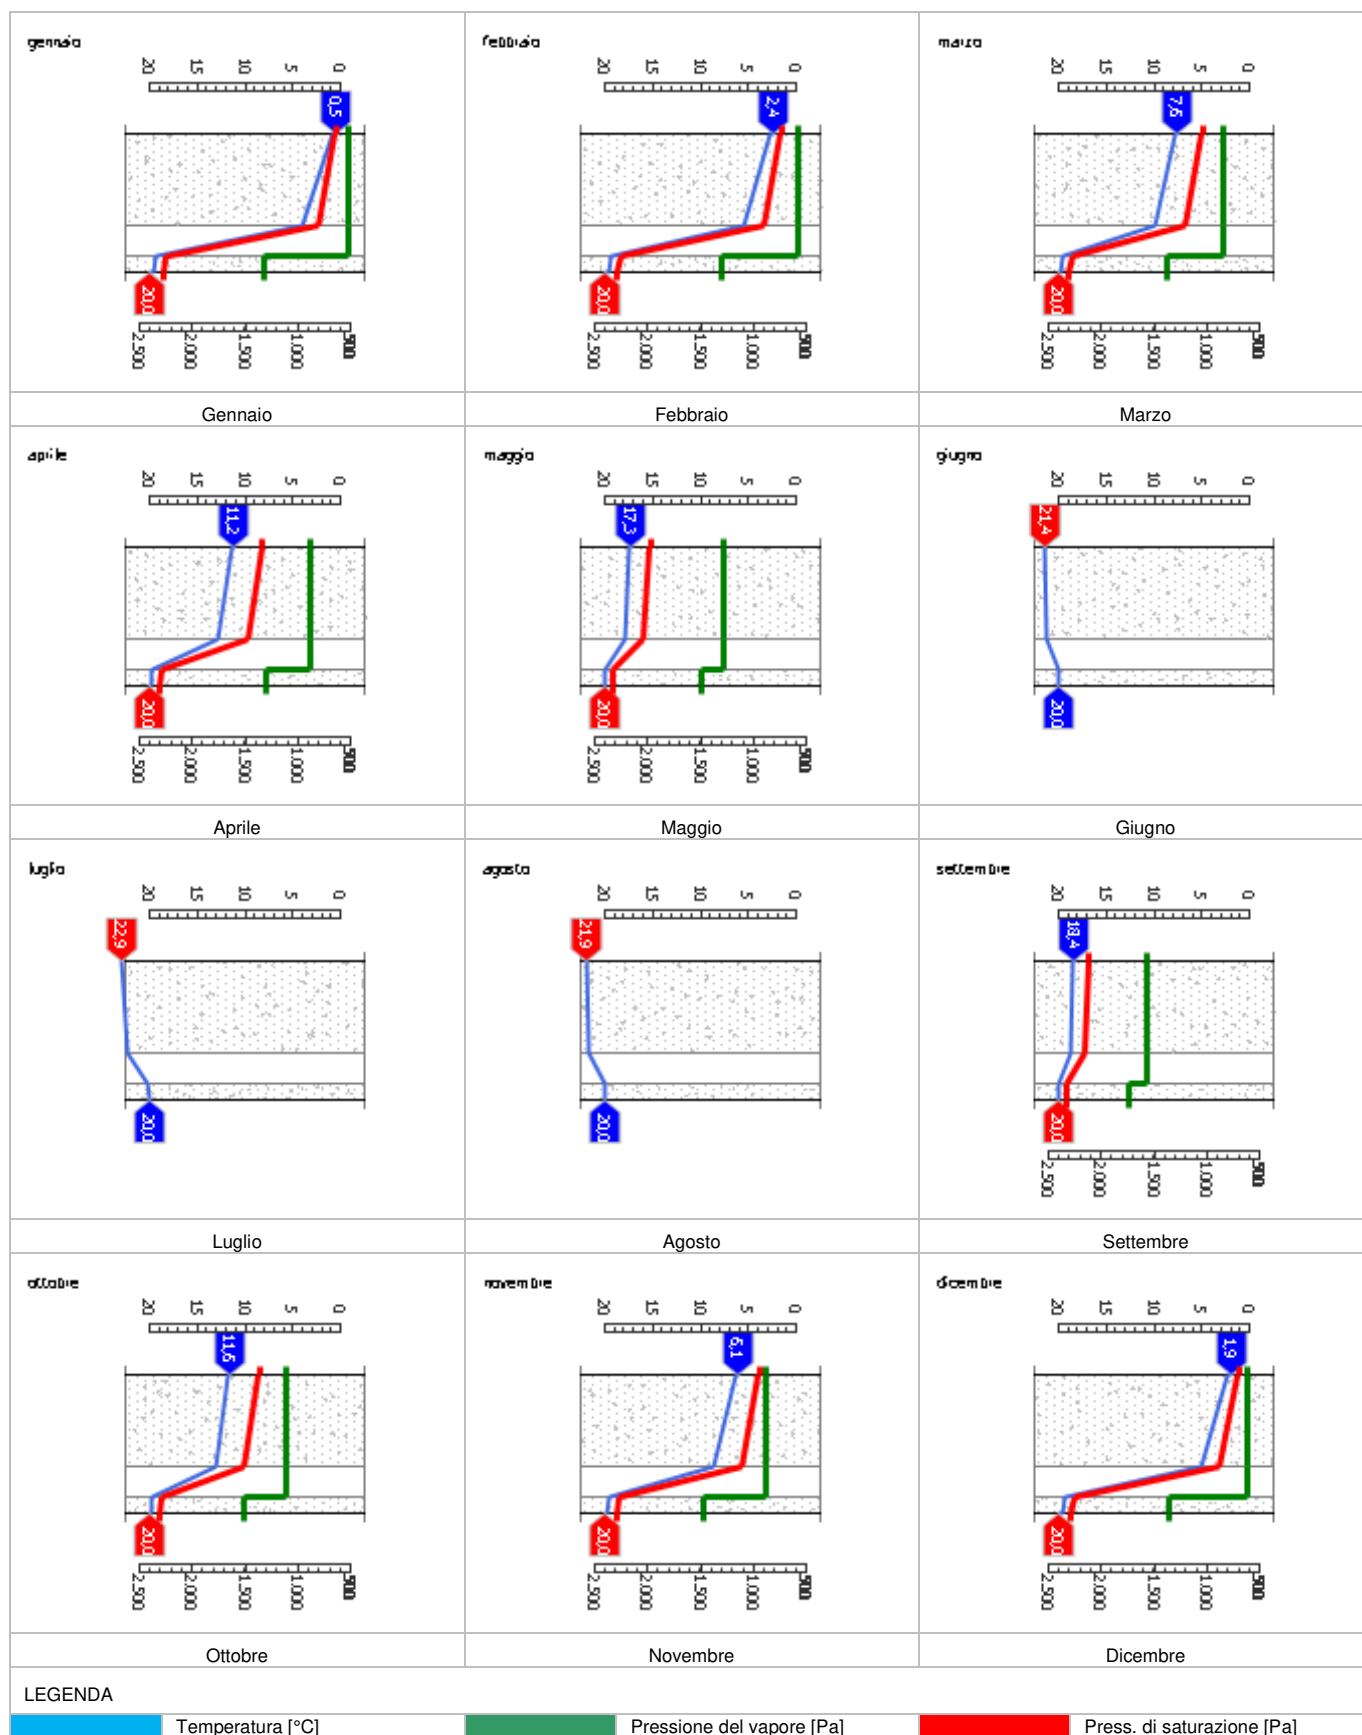 gennaio
20 15 10 5 0
0,5
20,0
2.500 2.000 1.500 1.000 500
Gennaio
febbraio
20 15 10 5 0
2,4
20,0
2.500 2.000 1.500 1.000 500
Febbraio
marzo
20 15 10 5 0
7,6
20,0
2.500 2.000 1.500 1.000 500
Marzo
aprile
20 15 10 5 0
11,2
20,0
2.500 2.000 1.500 1.000 500
Aprile
maggio
20 15 10 5 0
17,3
20,0
2.500 2.000 1.500 1.000 500
Maggio
giugno
20 15 10 5 0
21,4
20,0
Giugno
luglio
20 15 10 5 0
22,9
20,0
Luglio
agosto
20 15 10 5 0
21,9
20,0
Agosto
settembre
20 15 10 5 0
18,4
20,0
2.500 2.000 1.500 1.000 500
Settembre
ottobre
20 15 10 5 0
11,6
20,0
2.500 2.000 1.500 1.000 500
Ottobre
novembre
20 15 10 5 0
6,1
20,0
2.500 2.000 1.500 1.000 500
Novembre
dicembre
20 15 10 5 0
1,9
20,0
2.500 2.000 1.500 1.000 500
Dicembre
LEGENDA
Temperatura [°C]
Pressione del vapore [Pa]
Press. di saturazione [Pa]